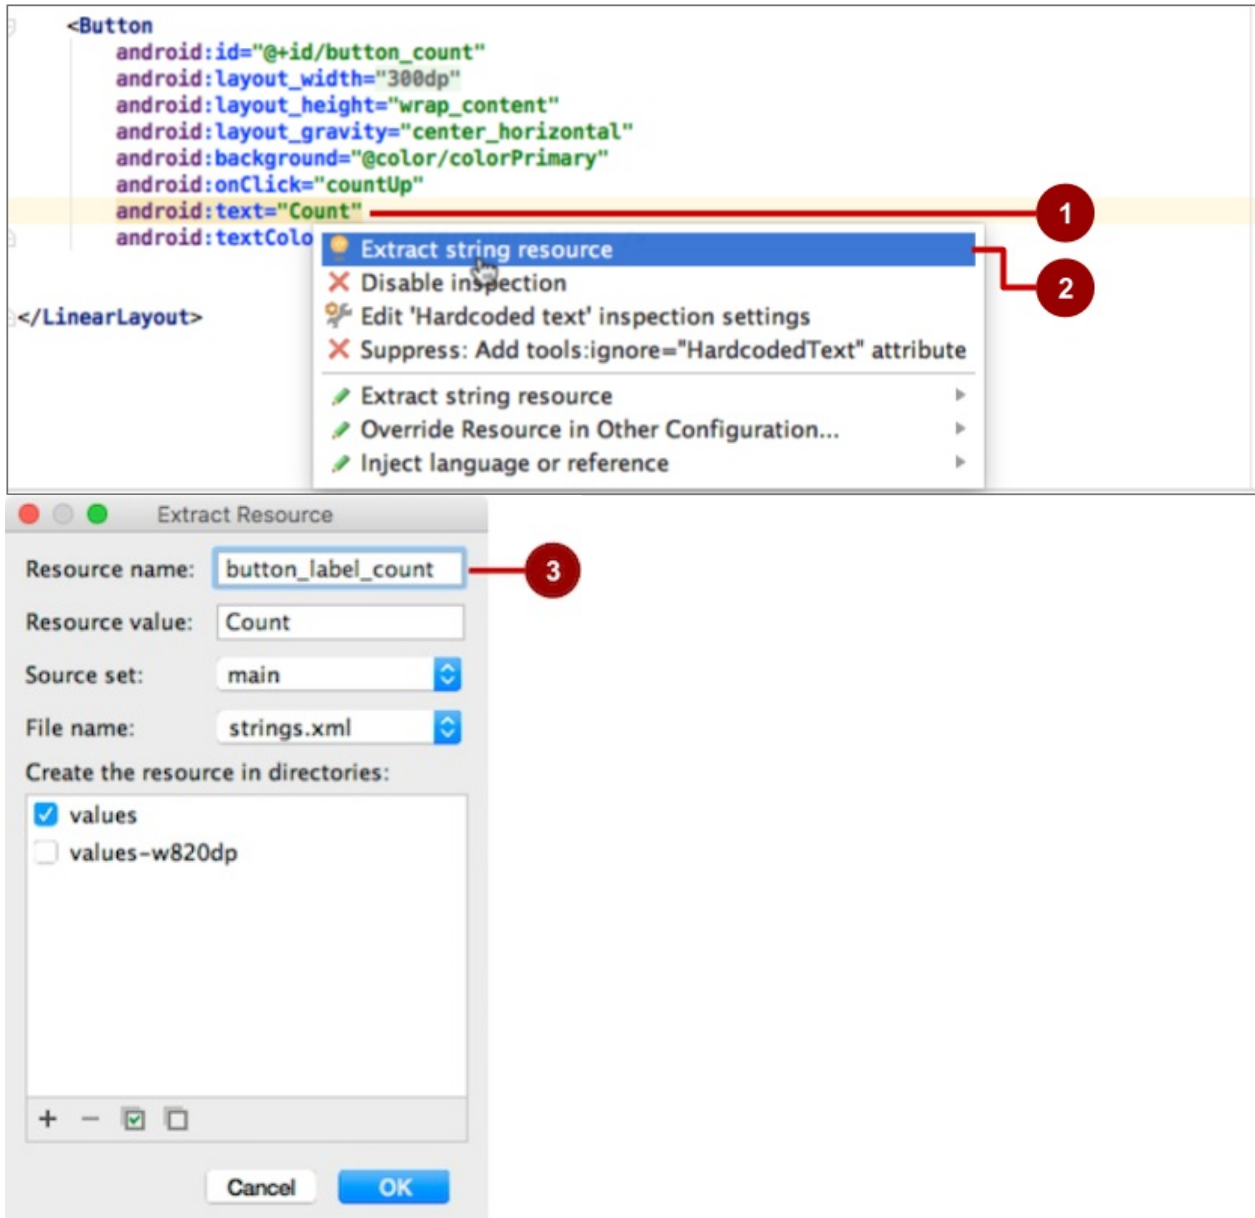 <Button
android:id="@+id/button_count"
android:layout_width="300dp"
android:layout_height="wrap_content"
android:layout_gravity="center_horizontal"
android:background="@color/colorPrimary"
android:onClick="countUp"
android:text="Count"
1
android:textColo
Extract string resource
2
Disable inspection
</LinearLayout>
Edit 'Hardcoded text' inspection settings
Suppress: Add tools:ignore="HardcodedText" attribute
Extract string resource
Override Resource in Other Configuration...
Inject language or reference
Extract Resource
Resource name: button_label_count
3
Resource value: Count
Source set: main
File name: strings.xml
Create the resource in directories:
values
values-w820dp
Cancel OK